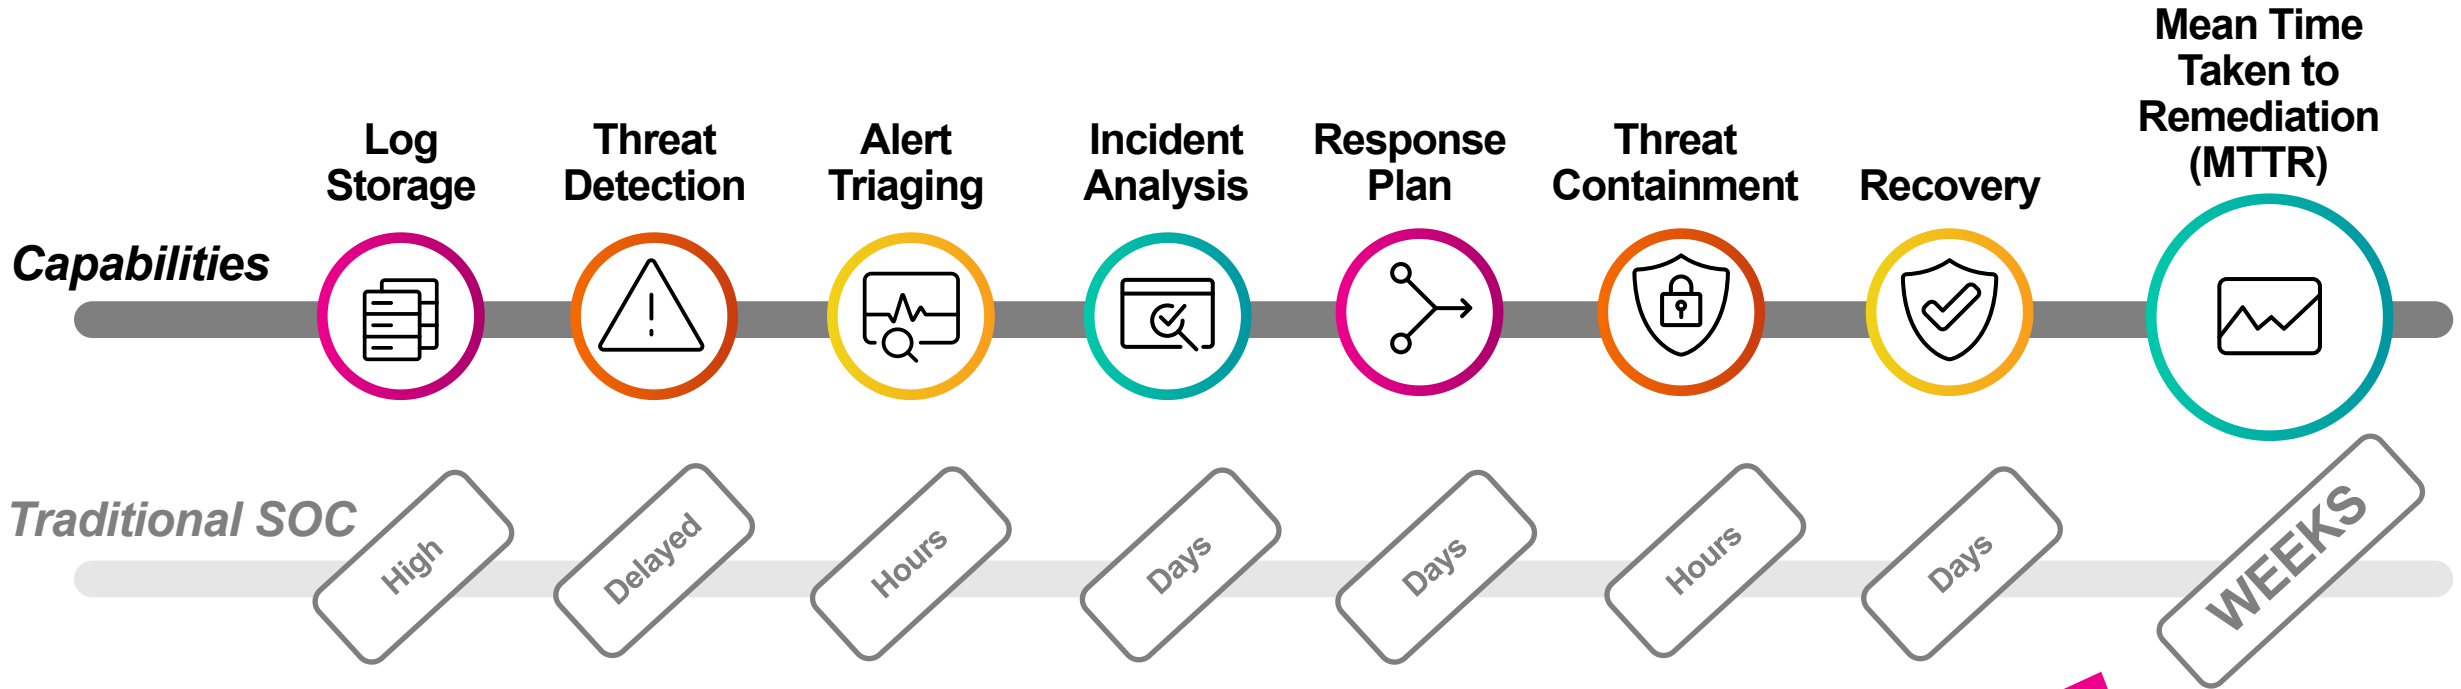 Mean Time
Taken to
Remediation
(MTTR)
Log
Storage
Threat
Detection
Alert
Triaging
Incident
Analysis
Response
Plan
Threat
Containment
Recovery
Capabilities
Traditional SOC
High
Delayed
Hours
Days
Days
Hours
Days
WEEKS